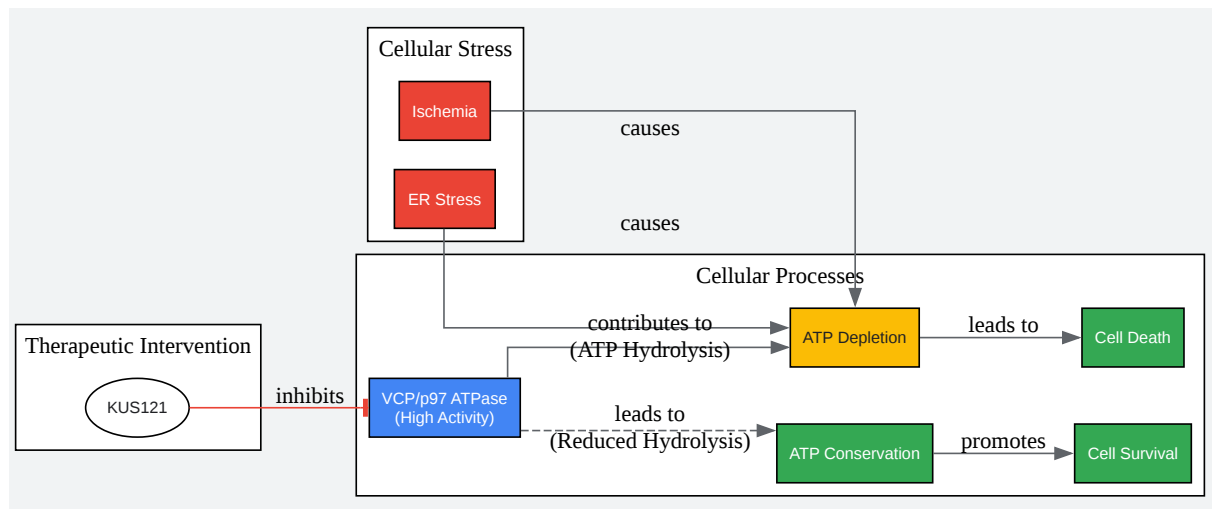 Cellular Stress
Ischemia
causes
ER Stress
causes
Cellular Processes
contributes to
(ATP Hydrolysis)
ATP Depletion
leads to
Cell Death
Therapeutic Intervention
KUS121
inhibits
VCP/p97 ATPase
(High Activity)
leads to
(Reduced Hydrolysis)
ATP Conservation
promotes
Cell Survival